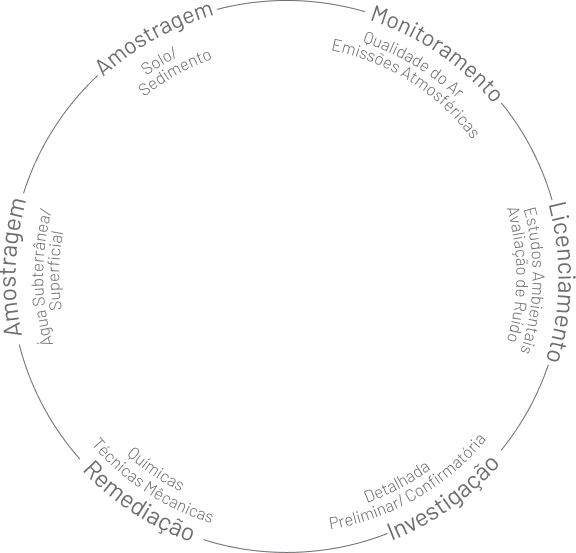 Amostragem
Solo/
Sedimento
Monitoramento
Qualidade do Ar
Emissões Atmosféricas
Licenciamento
Estudos Ambientais
Avaliação de Ruído
Investigação
Detalhada
Preliminar/ Confirmatória
Remediação
Químicas
Técnicas Mêcanicas
Amostragem
Água Subterrânea/
Superficial